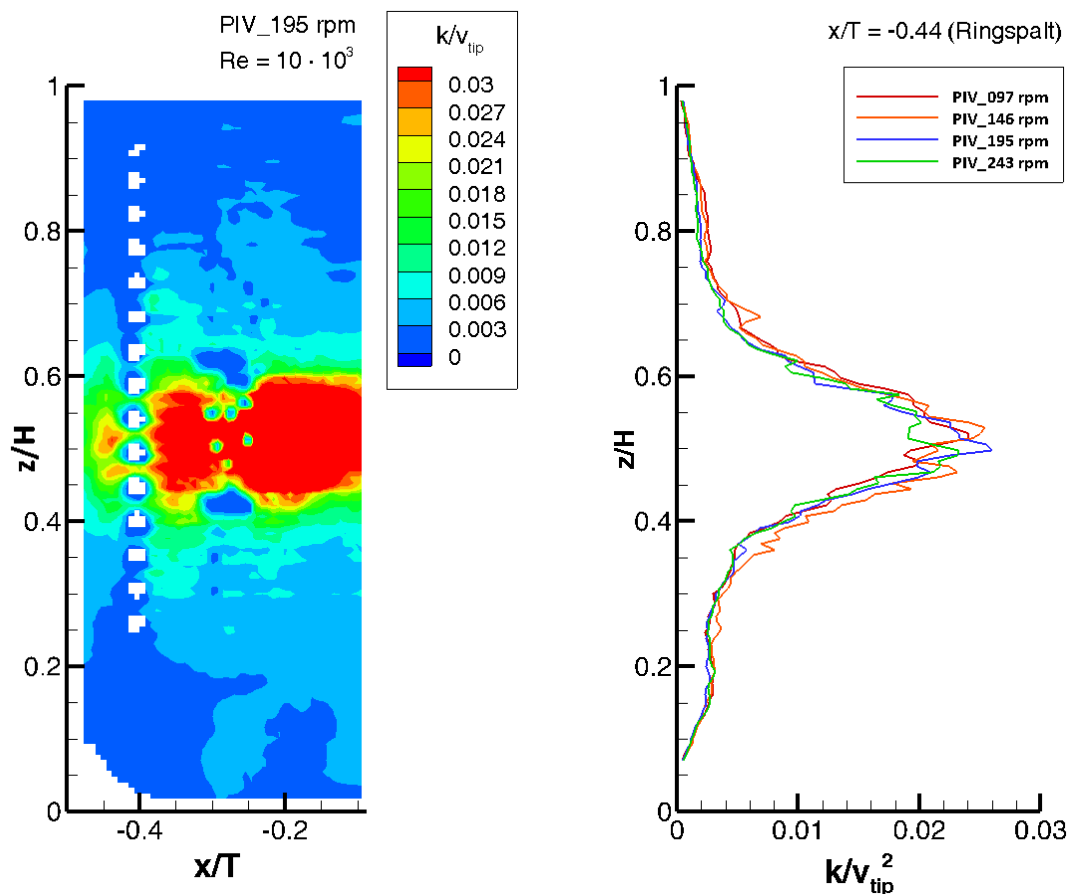 PIV_195 rpm
Re = 10 · 10³
k/v_tip
0.03
0.027
0.024
0.021
0.018
0.015
0.012
0.009
0.006
0.003
0
1
0.8
0.6
0.4
0.2
0
z/H
-0.4
-0.2
x/T
x/T = -0.44 (Ringspalt)
PIV_097 rpm
PIV_146 rpm
PIV_195 rpm
PIV_243 rpm
1
0.8
0.6
0.4
0.2
0
z/H
0
0.01
0.02
0.03
k/v_tip²